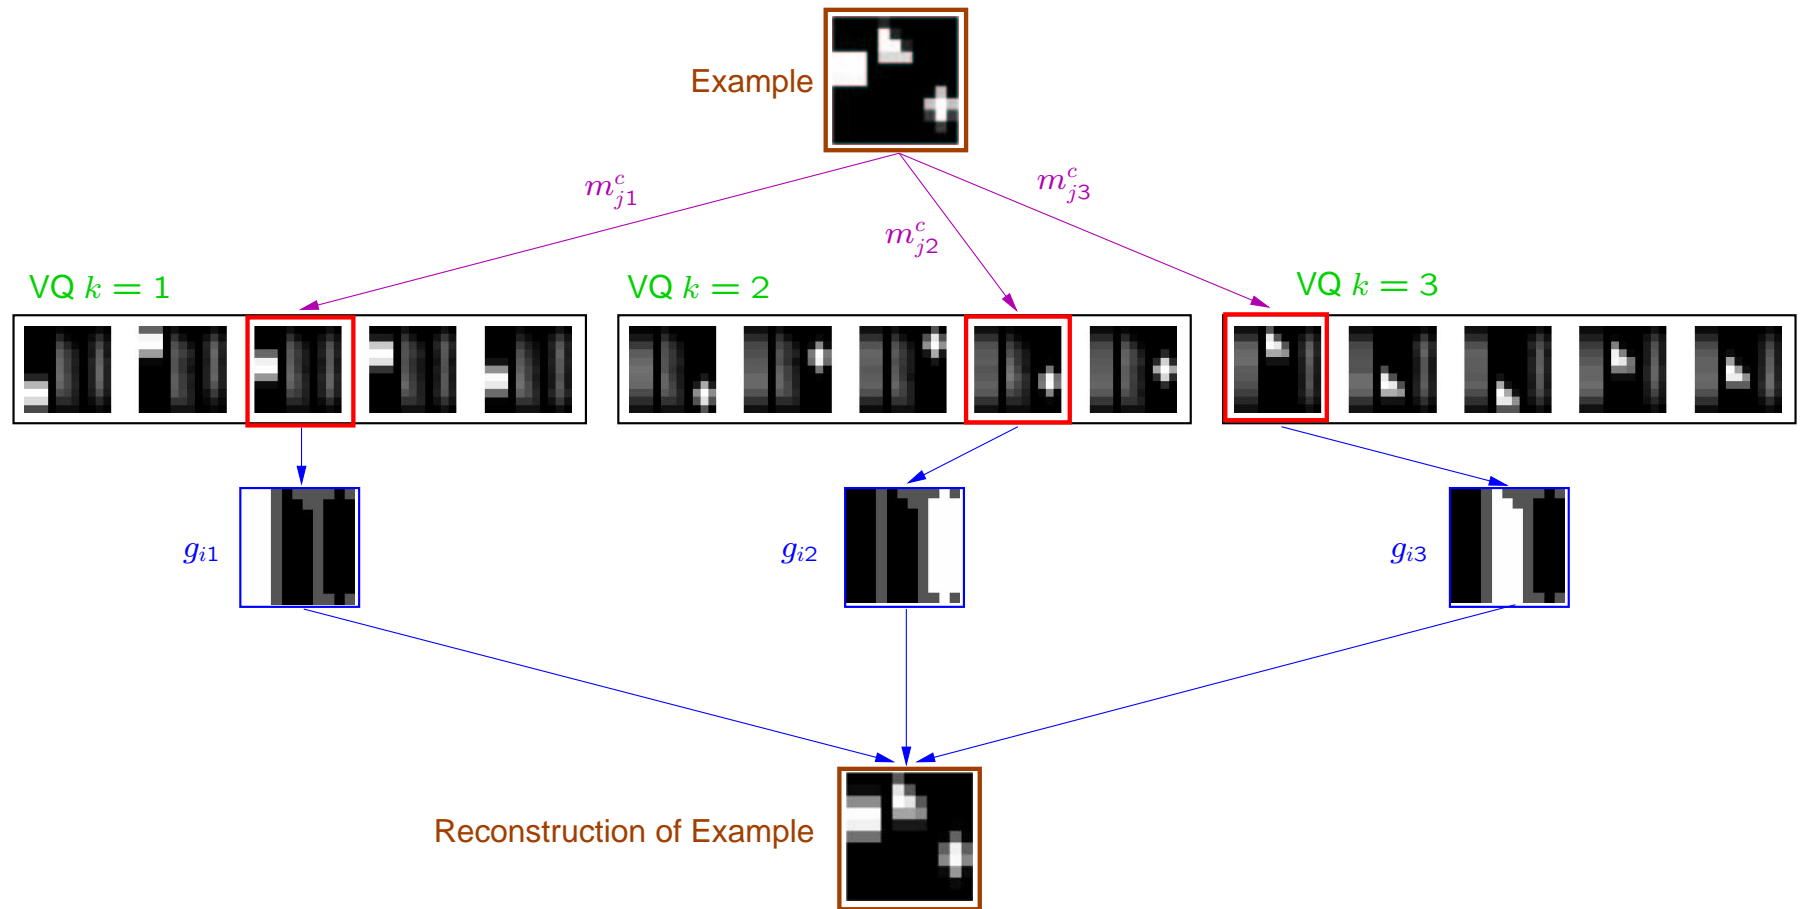 Example
$m^c_{j1}$
$m^c_{j2}$
$m^c_{j3}$
VQ $k = 1$
VQ $k = 2$
VQ $k = 3$
$g_{i1}$
$g_{i2}$
$g_{i3}$
Reconstruction of Example